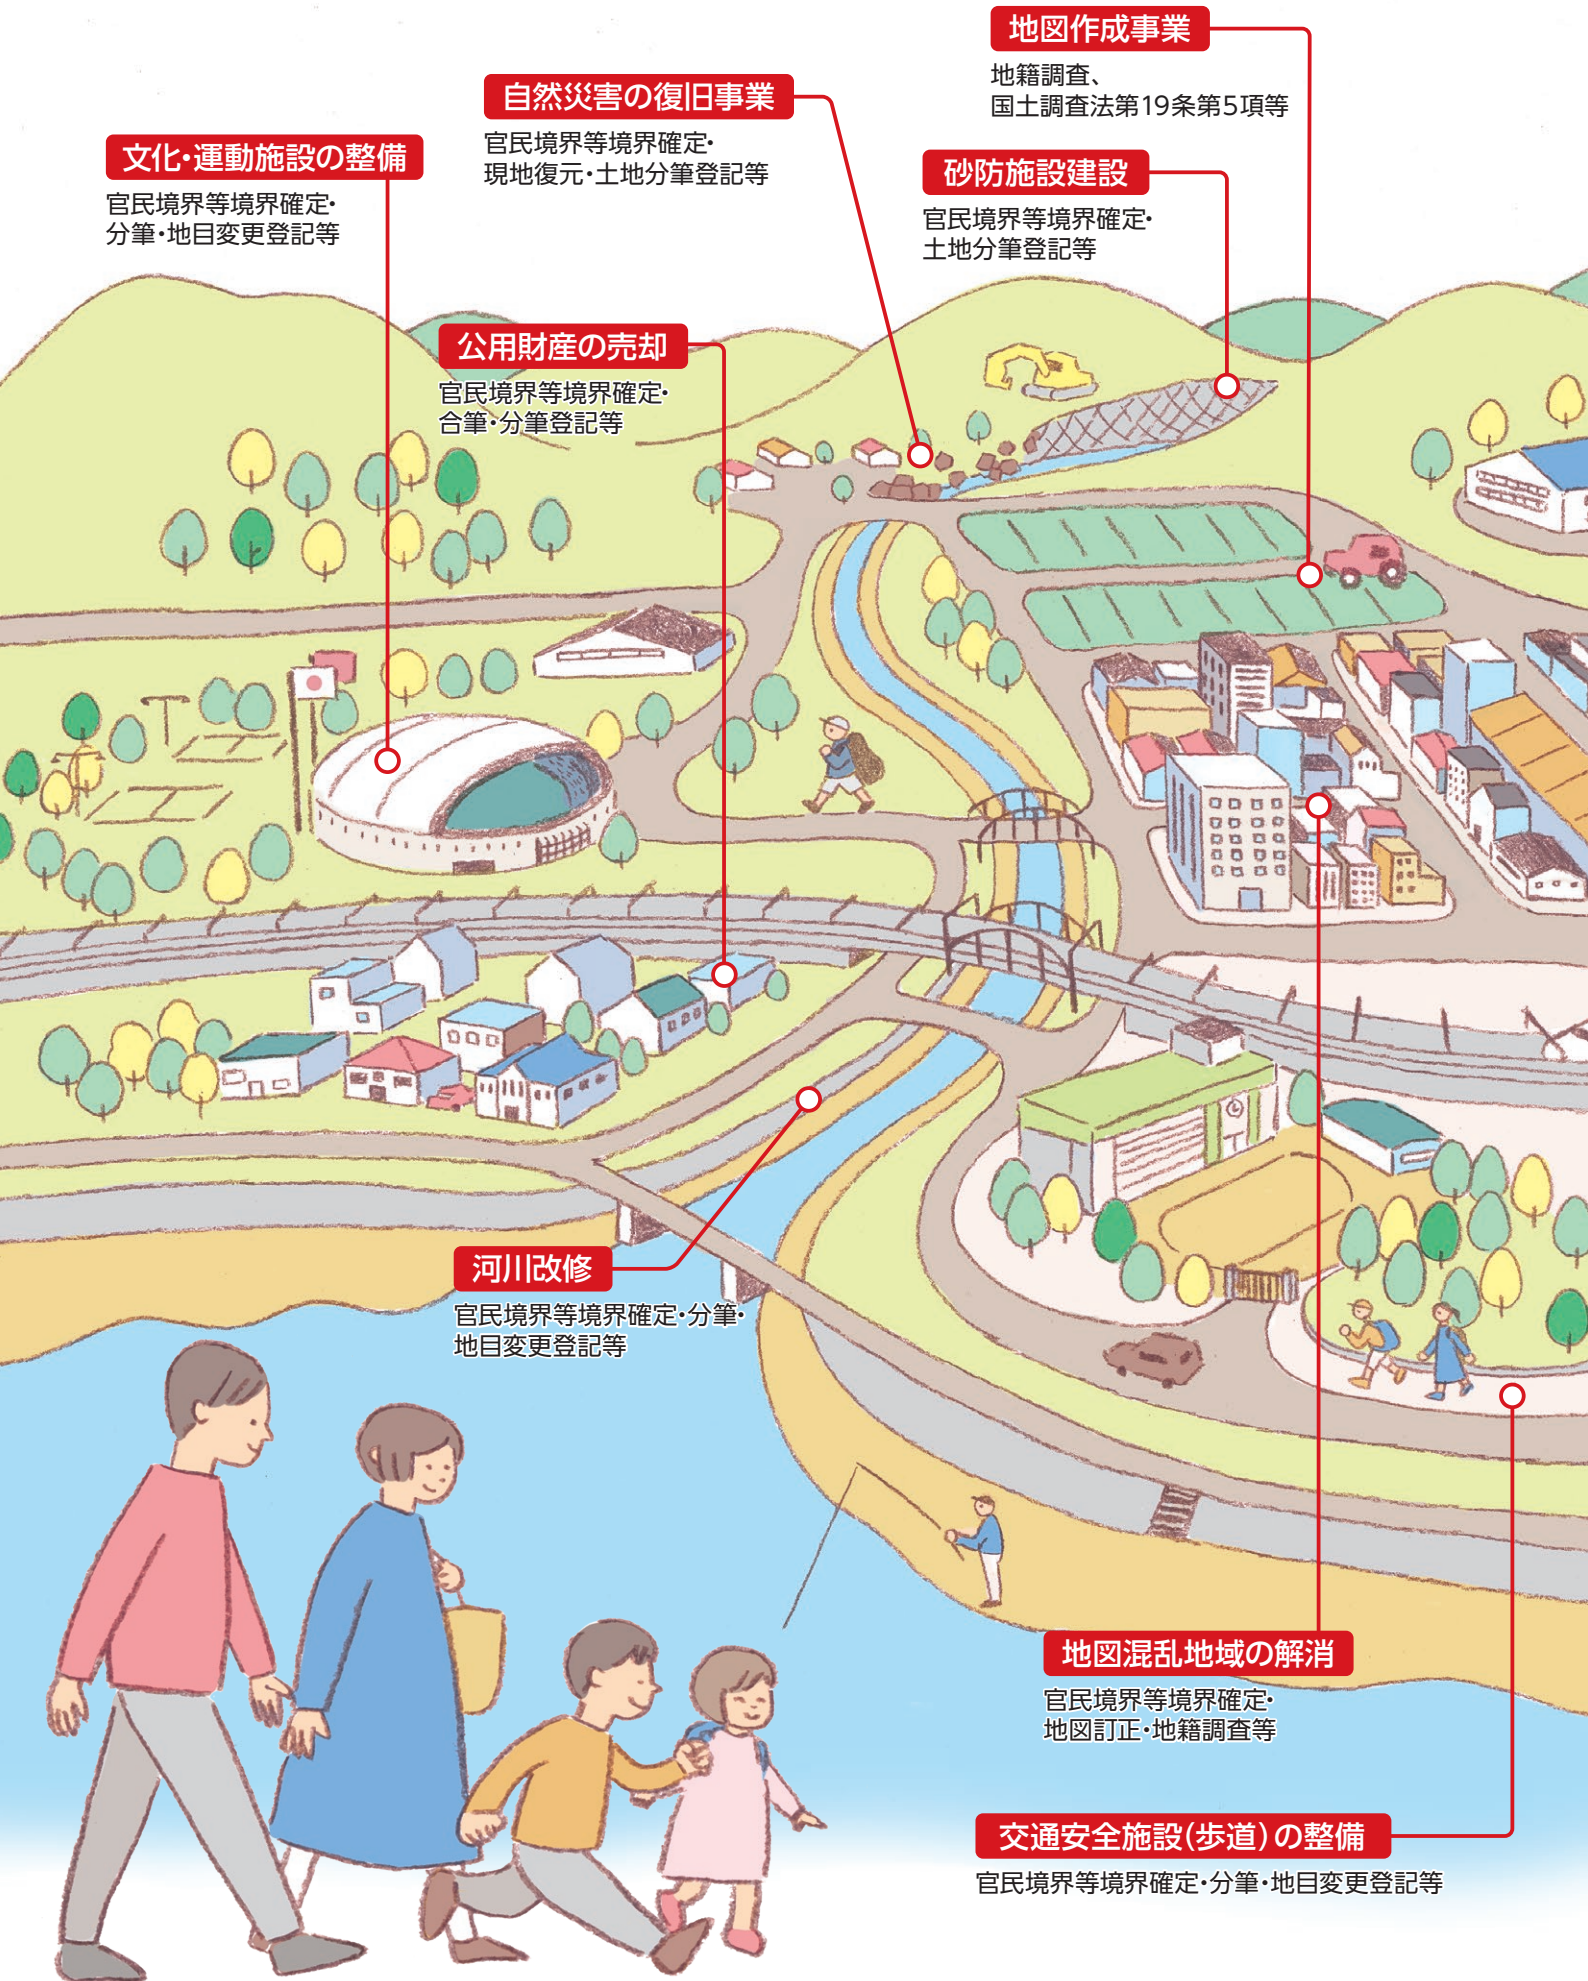 地図作成事業
地籍調査、
国土調査法第19条第5項等
自然災害の復旧事業
官民境界等境界確定・
現地復元・土地分筆登記等
文化・運動施設の整備
官民境界等境界確定・
分筆・地目変更登記等
砂防施設建設
官民境界等境界確定・
土地分筆登記等
公用財産の売却
官民境界等境界確定・
合筆・分筆登記等
河川改修
官民境界等境界確定・分筆・
地目変更登記等
地図混乱地域の解消
官民境界等境界確定・
地図訂正・地籍調査等
交通安全施設(歩道)の整備
官民境界等境界確定・分筆・地目変更登記等